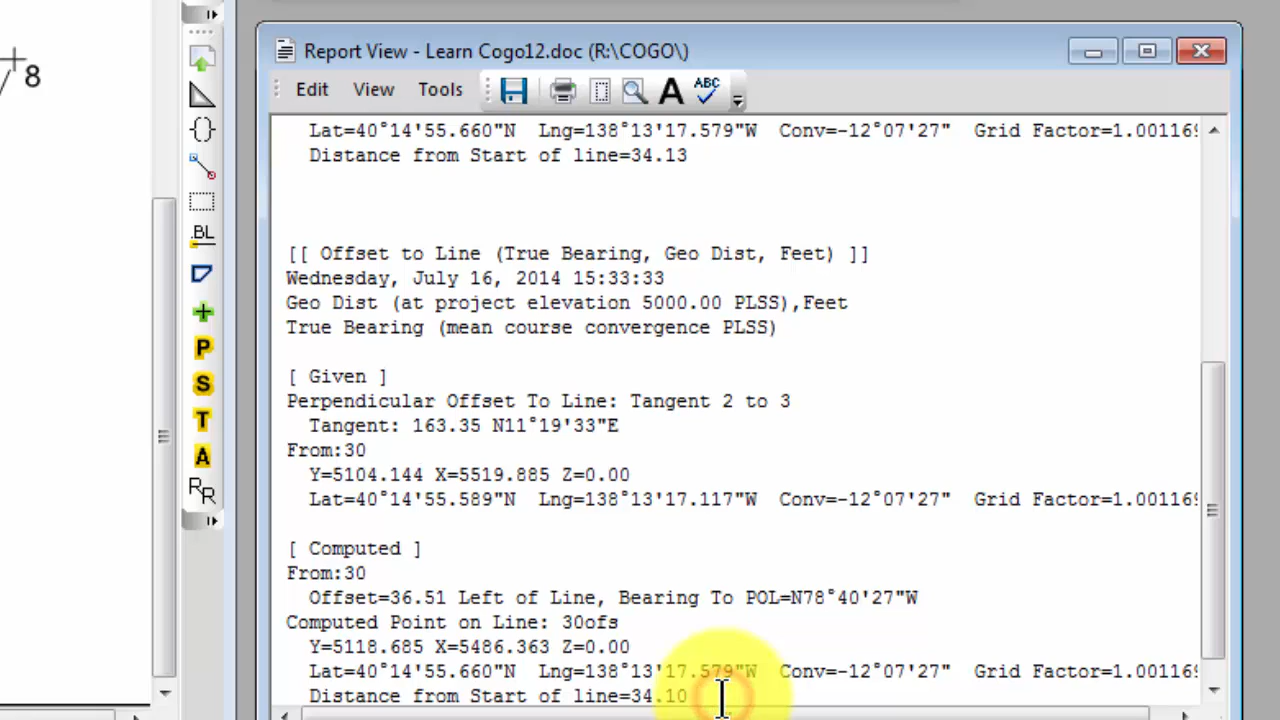 8
Report View - Learn Cogo12.doc (R:\COGO\)
Edit View Tools A ABC
Lat=40°14'55.660"N Lng=138°13'17.579"W Conv=-12°07'27" Grid Factor=1.001169
Distance from Start of line=34.13
.BL
[[ Offset to Line (True Bearing, Geo Dist, Feet) ]]
Wednesday, July 16, 2014 15:33:33
Geo Dist (at project elevation 5000.00 PLSS),Feet
True Bearing (mean course convergence PLSS)
P
[ Given ]
S
Perpendicular Offset To Line: Tangent 2 to 3
T
Tangent: 163.35 N11°19'33"E
From:30
A
Y=5104.144 X=5519.885 Z=0.00
RR
Lat=40°14'55.589"N Lng=138°13'17.117"W Conv=-12°07'27" Grid Factor=1.001169
[ Computed ]
From:30
Offset=36.51 Left of Line, Bearing To POL=N78°40'27"W
Computed Point on Line: 30ofs
Y=5118.685 X=5486.363 Z=0.00
Lat=40°14'55.660"N Lng=138°13'17.579"W Conv=-12°07'27" Grid Factor=1.001169
Distance from Start of line=34.10